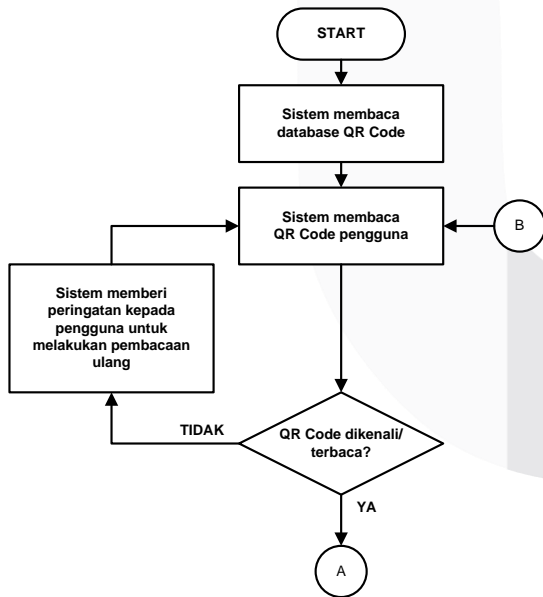 START
Sistem membaca
database QR Code
Sistem membaca
QR Code pengguna
B
Sistem memberi
peringatan kepada
pengguna untuk
melakukan pembacaan
ulang
TIDAK
QR Code dikenali/
terbaca?
YA
A